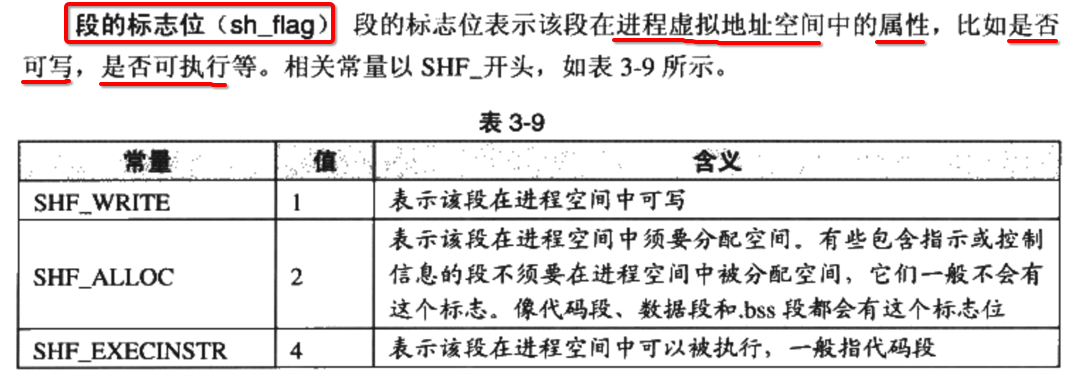 段的标志位（sh_flag） 段的标志位表示该段在进程虚拟地址空间中的属性，比如是否
可写，是否可执行等。相关常量以 SHF_开头，如表 3-9 所示。
表 3-9
常量 值 含义
SHF_WRITE 1 表示该段在进程空间中可写
SHF_ALLOC 2 表示该段在进程空间中须要分配空间。有些包含指示或控制
信息的段不须要在进程空间中被分配空间，它们一般不会有
这个标志。像代码段、数据段和.bss 段都会有这个标志位
SHF_EXECINSTR 4 表示该段在进程空间中可以被执行，一般指代码段